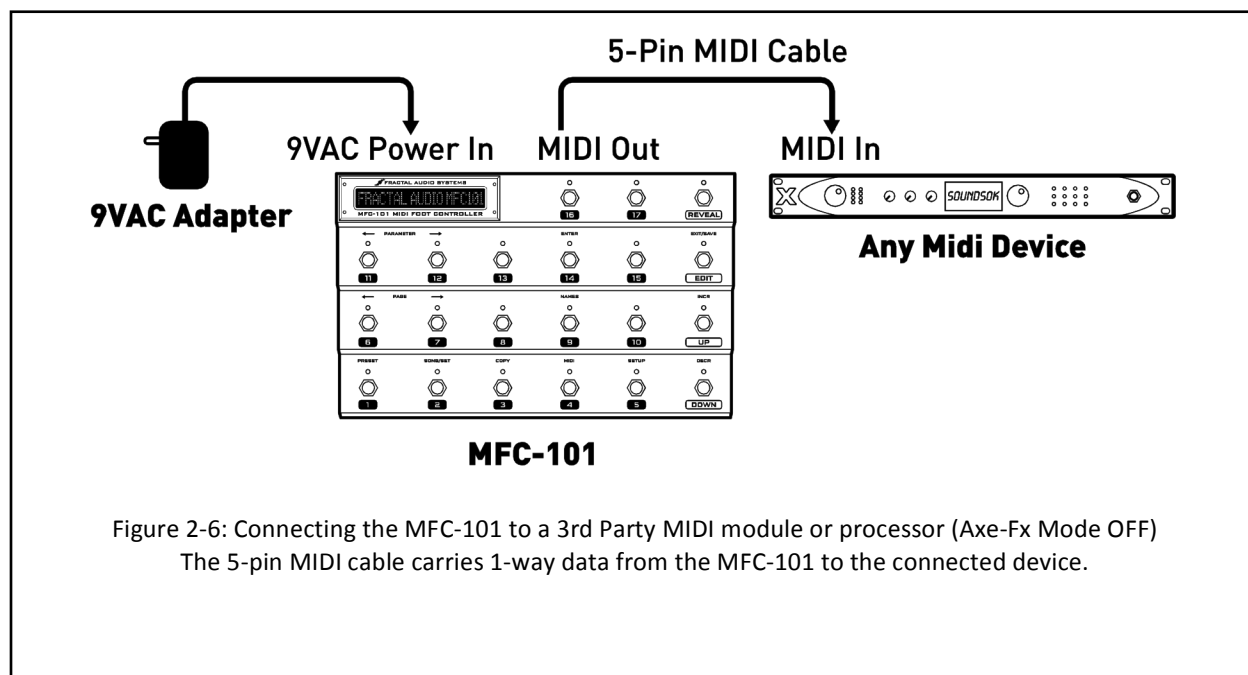 5-Pin MIDI Cable
9VAC Power In
MIDI Out
MIDI In
9VAC Adapter
FRACTAL AUDIO SYSTEMS
FRACTAL AUDIO MFC101
MFC-101 MIDI FOOT CONTROLLER
16
17
REVEAL
X
SOUNDSOK
Any Midi Device
← PARAMETER →
ENTER
EXIT/SAVE
11
12
13
14
15
EDIT
← PAGE →
NAMES
INCR
6
7
8
9
10
UP
PRESET
SONG/SET
COPY
MIDI
SETUP
DECR
1
2
3
4
5
DOWN
MFC-101
Figure 2-6: Connecting the MFC-101 to a 3rd Party MIDI module or processor (Axe-Fx Mode OFF)
The 5-pin MIDI cable carries 1-way data from the MFC-101 to the connected device.